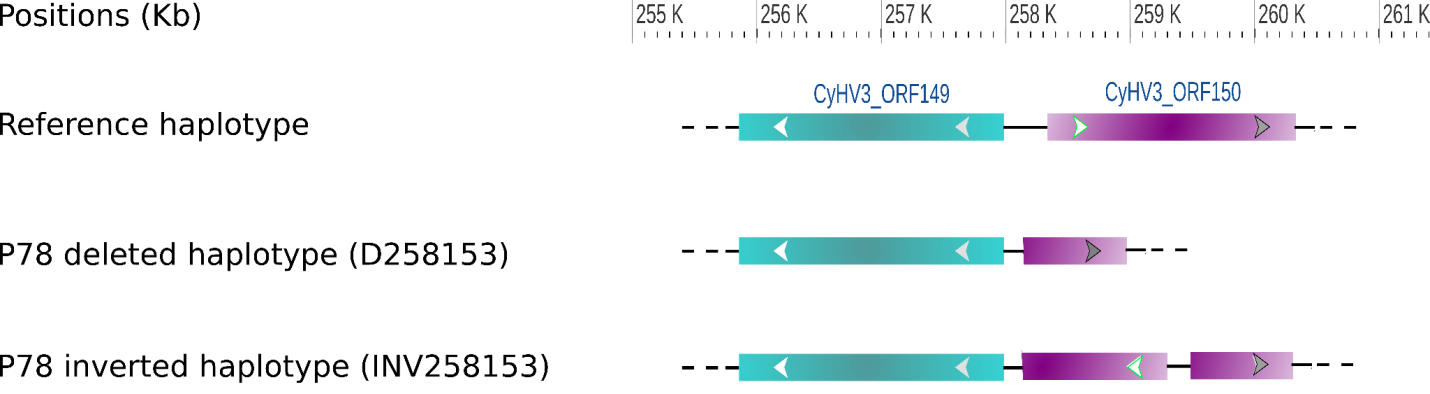 Positions (Kb) 255 K 256 K 257 K 258 K 259 K 260 K 261 K
CyHV3_ORF149 CyHV3_ORF150
Reference haplotype
P78 deleted haplotype (D258153)
P78 inverted haplotype (INV258153)